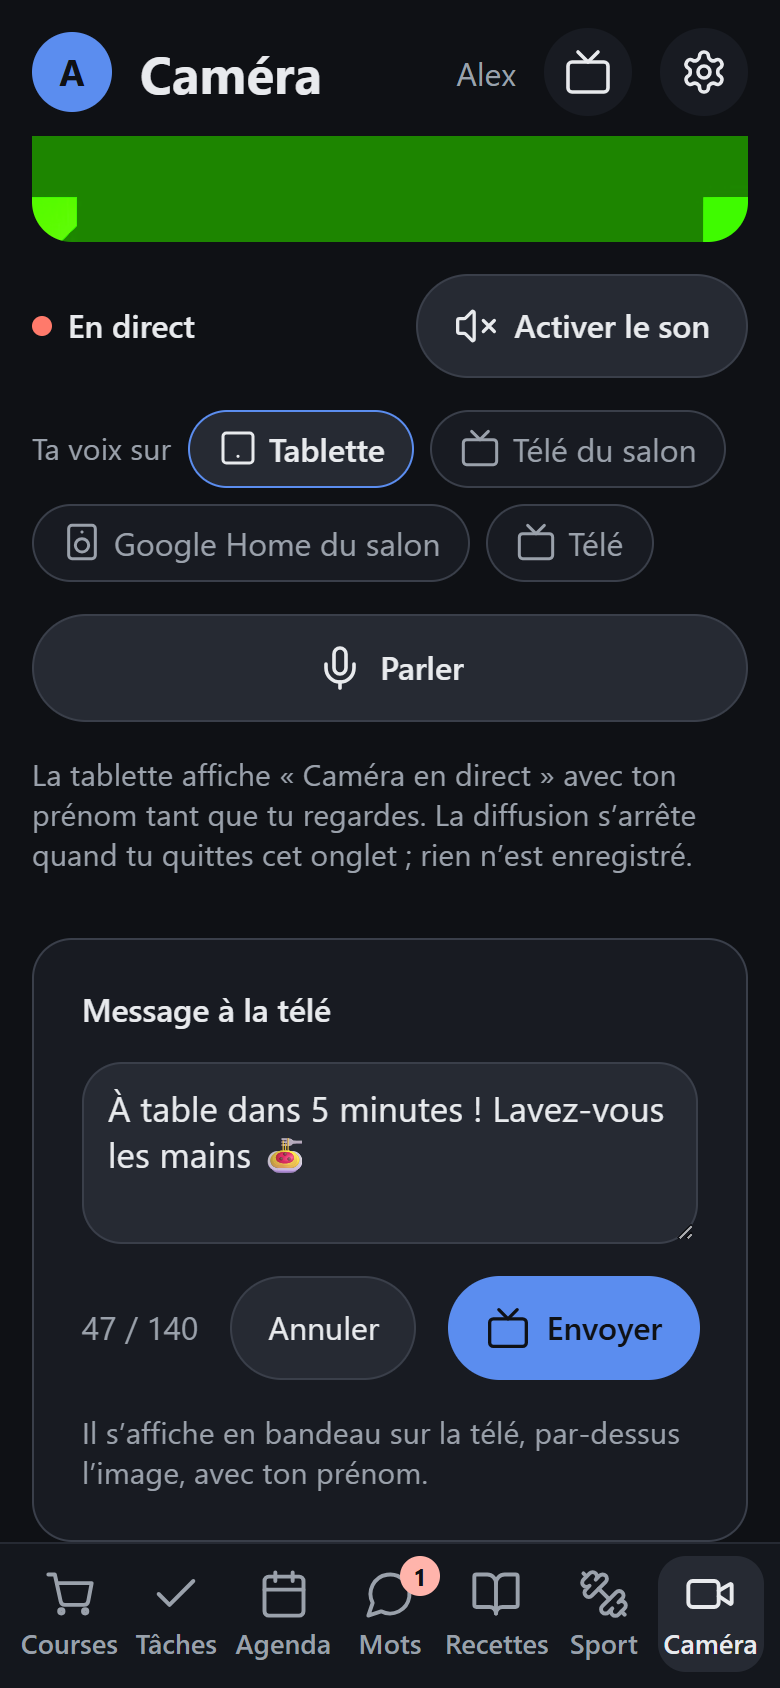 A
Caméra
Alex
En direct
Activer le son
Ta voix sur
Tablette
Télé du salon
Google Home du salon
Télé
Parler
La tablette affiche « Caméra en direct » avec ton
prénom tant que tu regardes. La diffusion s’arrête
quand tu quittes cet onglet ; rien n’est enregistré.
Message à la télé
À table dans 5 minutes ! Lavez-vous
les mains 🍝
47 / 140
Annuler
Envoyer
Il s’affiche en bandeau sur la télé, par-dessus
l’image, avec ton prénom.
1
Courses
Tâches
Agenda
Mots
Recettes
Sport
Caméra